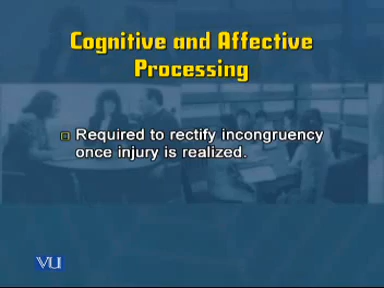 Cognitive and Affective
Processing
Required to rectify incongruency
once injury is realized.
VU